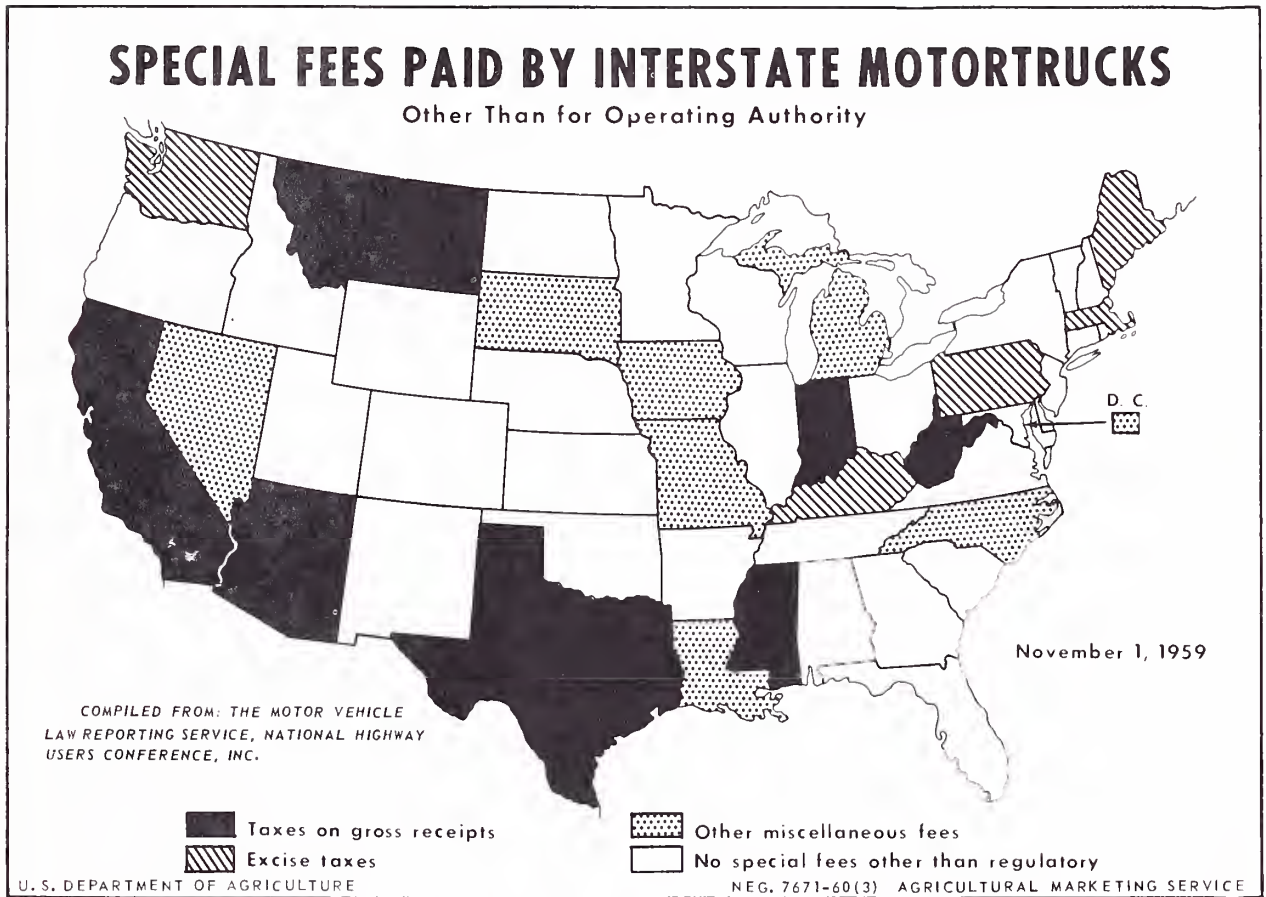 SPECIAL FEES PAID BY INTERSTATE MOTORTRUCKS
Other Than for Operating Authority
D. C.
November 1, 1959
COMPILED FROM: THE MOTOR VEHICLE
LAW REPORTING SERVICE, NATIONAL HIGHWAY
USERS CONFERENCE, INC.
Taxes on gross receipts
Excise taxes
Other miscellaneous fees
No special fees other than regulatory
U. S. DEPARTMENT OF AGRICULTURE
NEG. 7671-60(3) AGRICULTURAL MARKETING SERVICE